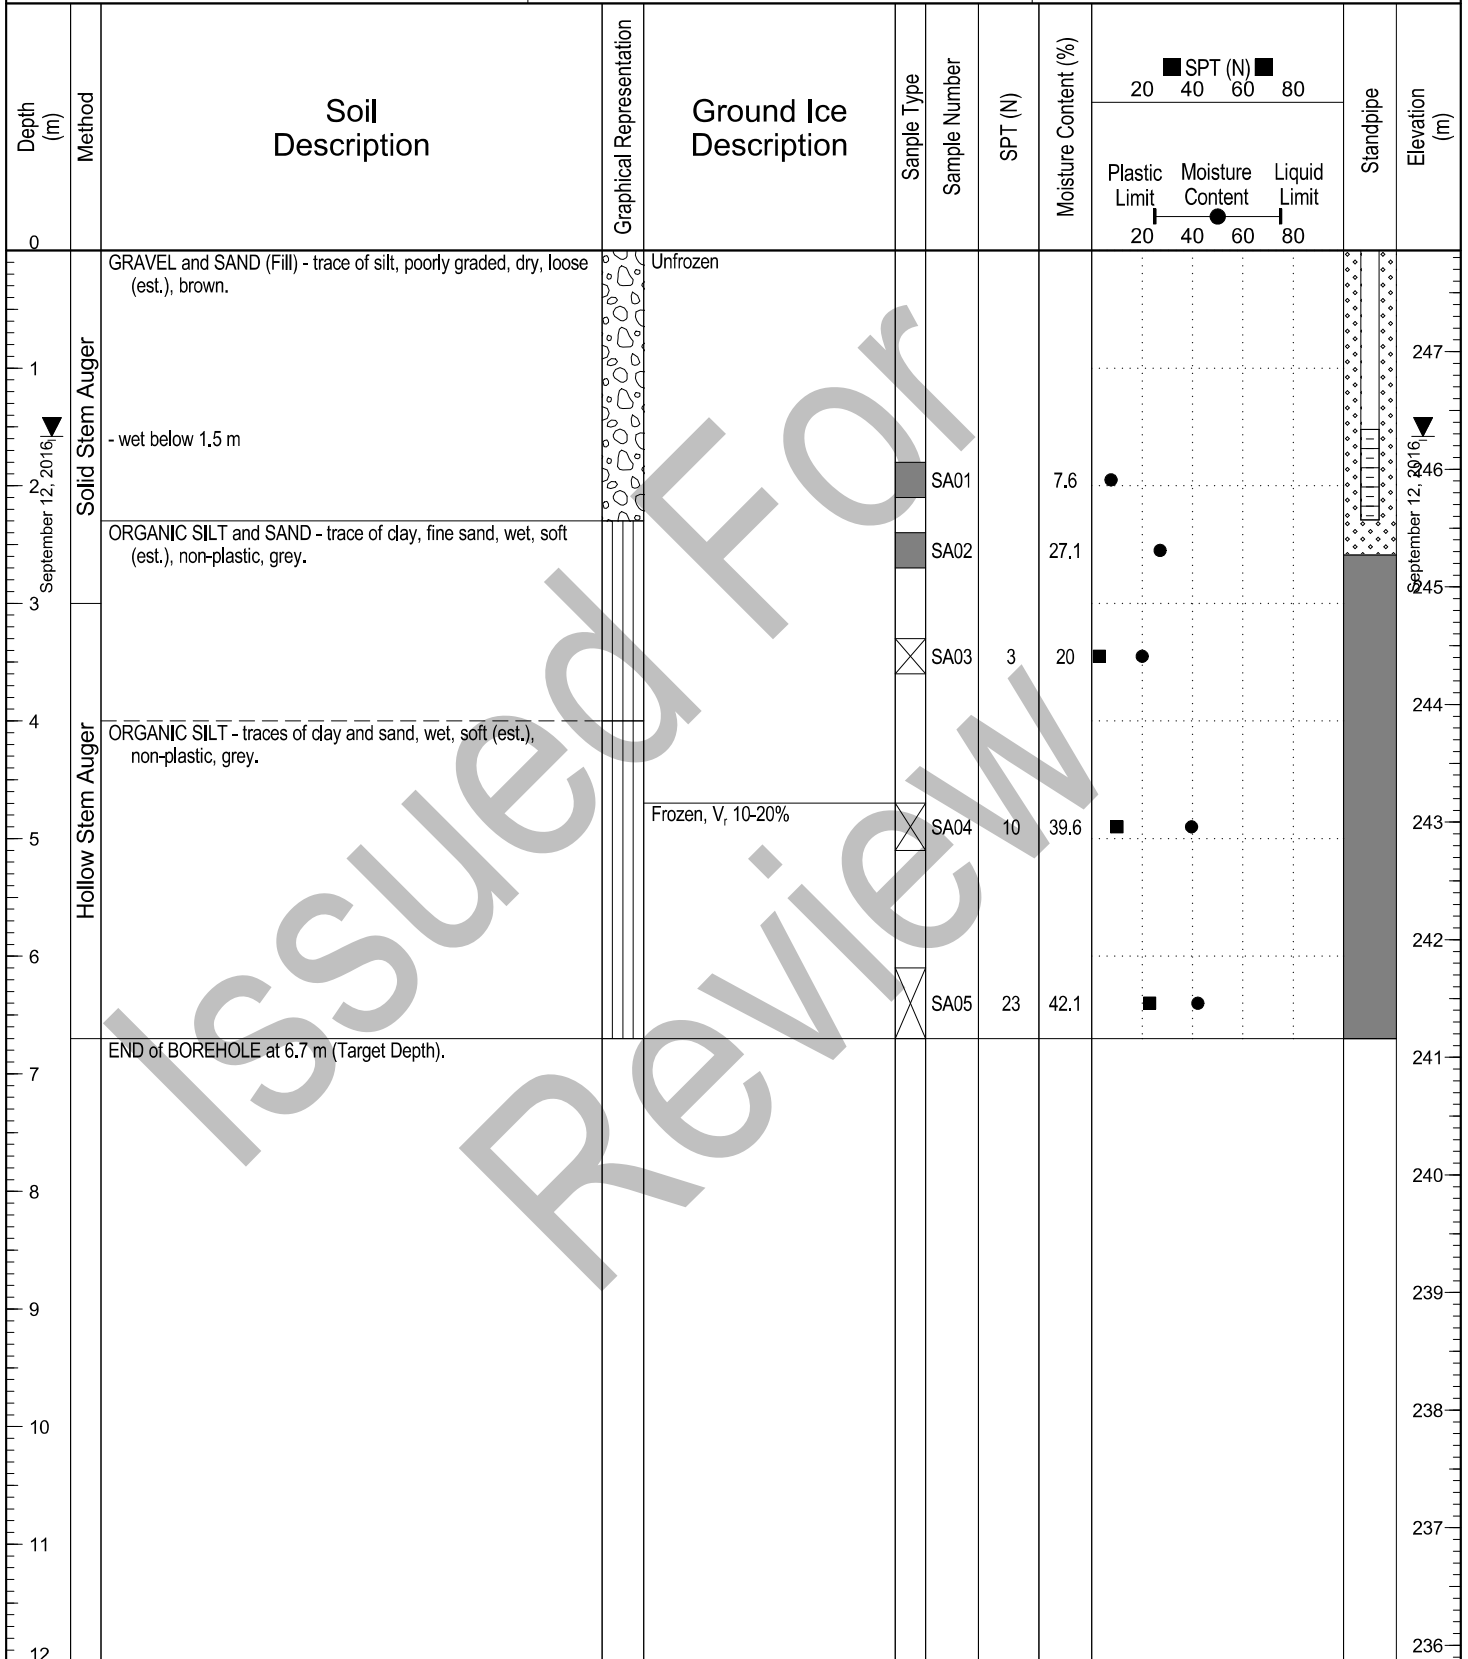 Depth
(m)
Method
Soil
Description
Graphical Representation
Ground Ice
Description
Sanple Type
Sample Number
SPT (N)
Moisture Content (%)
SPT (N)
20 40 60 80
Plastic Moisture Liquid
Limit Content Limit
20 40 60 80
Standpipe
Elevation
(m)
0
GRAVEL and SAND (Fill) - trace of silt, poorly graded, dry, loose
(est.), brown.
Unfrozen
Solid Stem Auger
247
1
- wet below 1.5 m
September 12, 2016
September 12, 2016
246
2
SA01 7.6
ORGANIC SILT and SAND - trace of clay, fine sand, wet, soft
(est.), non-plastic, grey.
SA02 27.1
245
3
SA03 3 20
244
4
ORGANIC SILT - traces of clay and sand, wet, soft (est.),
non-plastic, grey.
Hollow Stem Auger
Frozen, Vr 10-20%
SA04 10 39.6
243
5
242
6
SA05 23 42.1
END of BOREHOLE at 6.7 m (Target Depth).
241
7
240
8
239
9
238
10
237
11
236
12
Issued For
Review